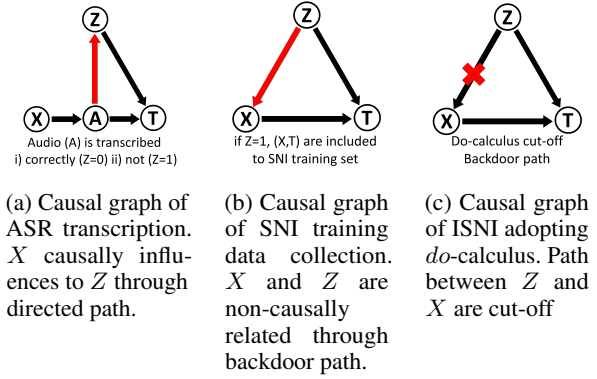 Z
X
A
T
Audio (A) is transcribed
i) correctly (Z=0) ii) not (Z=1)
(a) Causal graph of
ASR transcription.
X causally influ-
ences to Z through
directed path.
Z
X
T
if Z=1, (X,T) are included
to SNI training set
(b) Causal graph
of SNI training
data collection.
X and Z are
non-causally
related through
backdoor path.
Z
X
T
Do-calculus cut-off
Backdoor path
(c) Causal graph
of ISNI adopting
do-calculus. Path
between Z and
X are cut-off